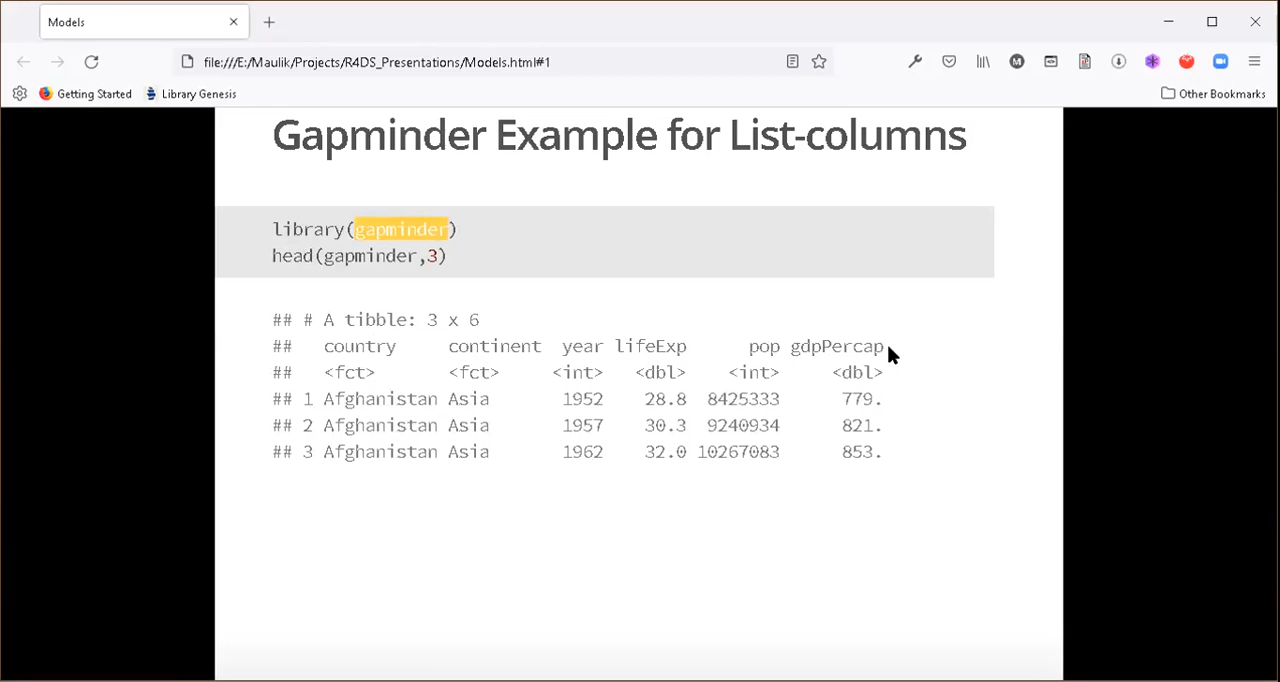 Models
file:///E:/Maulik/Projects/R4DS_Presentations/Models.html#1
Getting Started Library Genesis Other Bookmarks
Gapminder Example for List-columns
library(gapminder)
head(gapminder,3)
## # A tibble: 3 x 6
## country continent year lifeExp pop gdpPercap
## <fct> <fct> <int> <dbl> <int> <dbl>
## 1 Afghanistan Asia 1952 28.8 8425333 779.
## 2 Afghanistan Asia 1957 30.3 9240934 821.
## 3 Afghanistan Asia 1962 32.0 10267083 853.